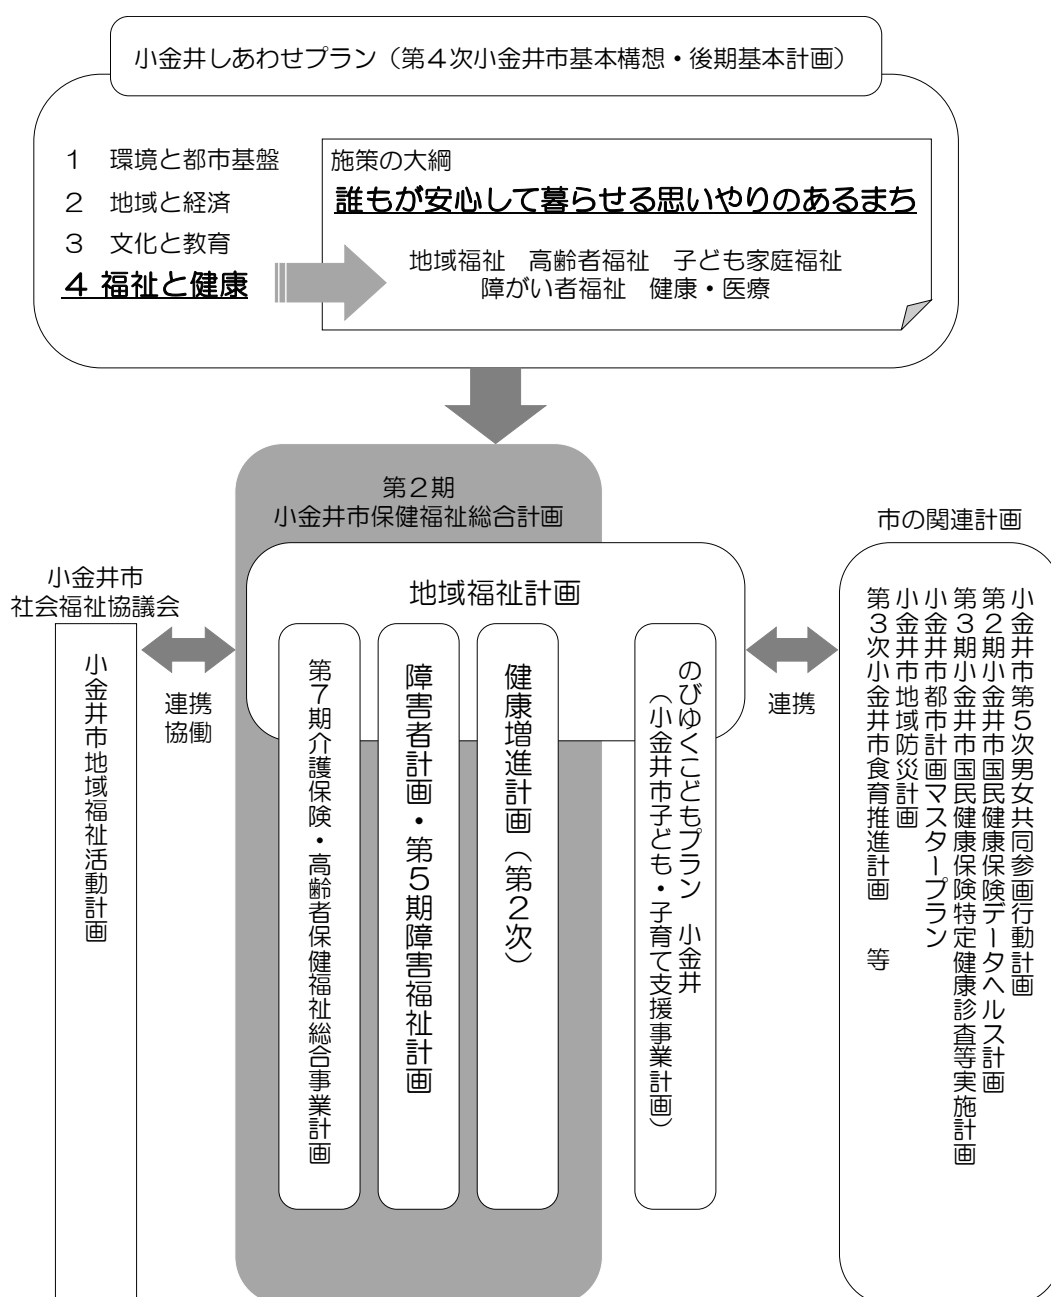 小金井しあわせプラン（第４次小金井市基本構想・後期基本計画）
１　環境と都市基盤
２　地域と経済
３　文化と教育
４ 福祉と健康
施策の大綱
誰もが安心して暮らせる思いやりのあるまち
地域福祉　高齢者福祉　子ども家庭福祉
障がい者福祉　健康・医療
第２期
小金井市保健福祉総合計画
地域福祉計画
小金井市
社会福祉協議会
小金井市地域福祉活動計画
連携
協働
第７期介護保険・高齢者保健福祉総合事業計画
障害者計画・第５期障害福祉計画
健康増進計画（第２次）
のびゆくこどもプラン　小金井
（小金井市子ども・子育て支援事業計画）
連携
市の関連計画
小金井市第５次男女共同参画行動計画
第２期小金井市国民健康保険データヘルス計画
第３期小金井市国民健康保険特定健康診査等実施計画
小金井市都市計画マスタープラン
小金井市地域防災計画
第３次小金井市食育推進計画　等